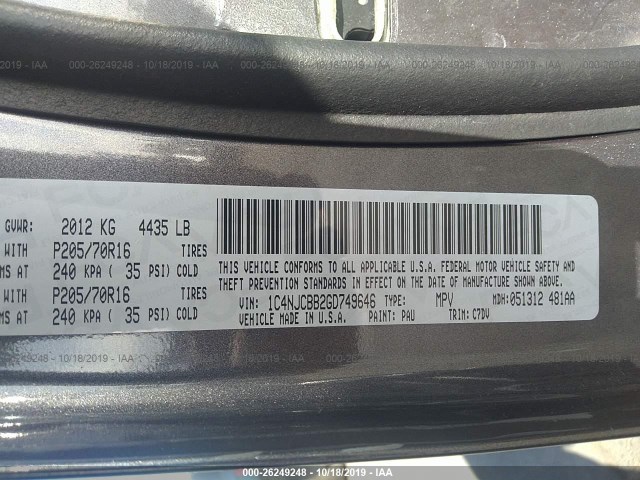 000-26249248 - 10/18/2019 - IAA
GVWR: 2012 KG 4435 LB
WITH P205/70R16 TIRES
MS AT 240 KPA ( 35 PSI) COLD
WITH P205/70R16 TIRES
MS AT 240 KPA ( 35 PSI) COLD
THIS VEHICLE CONFORMS TO ALL APPLICABLE U.S.A. FEDERAL MOTOR VEHICLE SAFETY AND
THEFT PREVENTION STANDARDS IN EFFECT ON THE DATE OF MANUFACTURE SHOWN ABOVE.
VIN: 1C4NJCBB2GD749646 TYPE: MPV MDH: 051312 481AA
VEHICLE MADE IN U.S.A. PAINT: PAU TRIM: C7DV
000-26249248 - 10/18/2019 - IAA
000-26249248 - 10/18/2019 - IAA